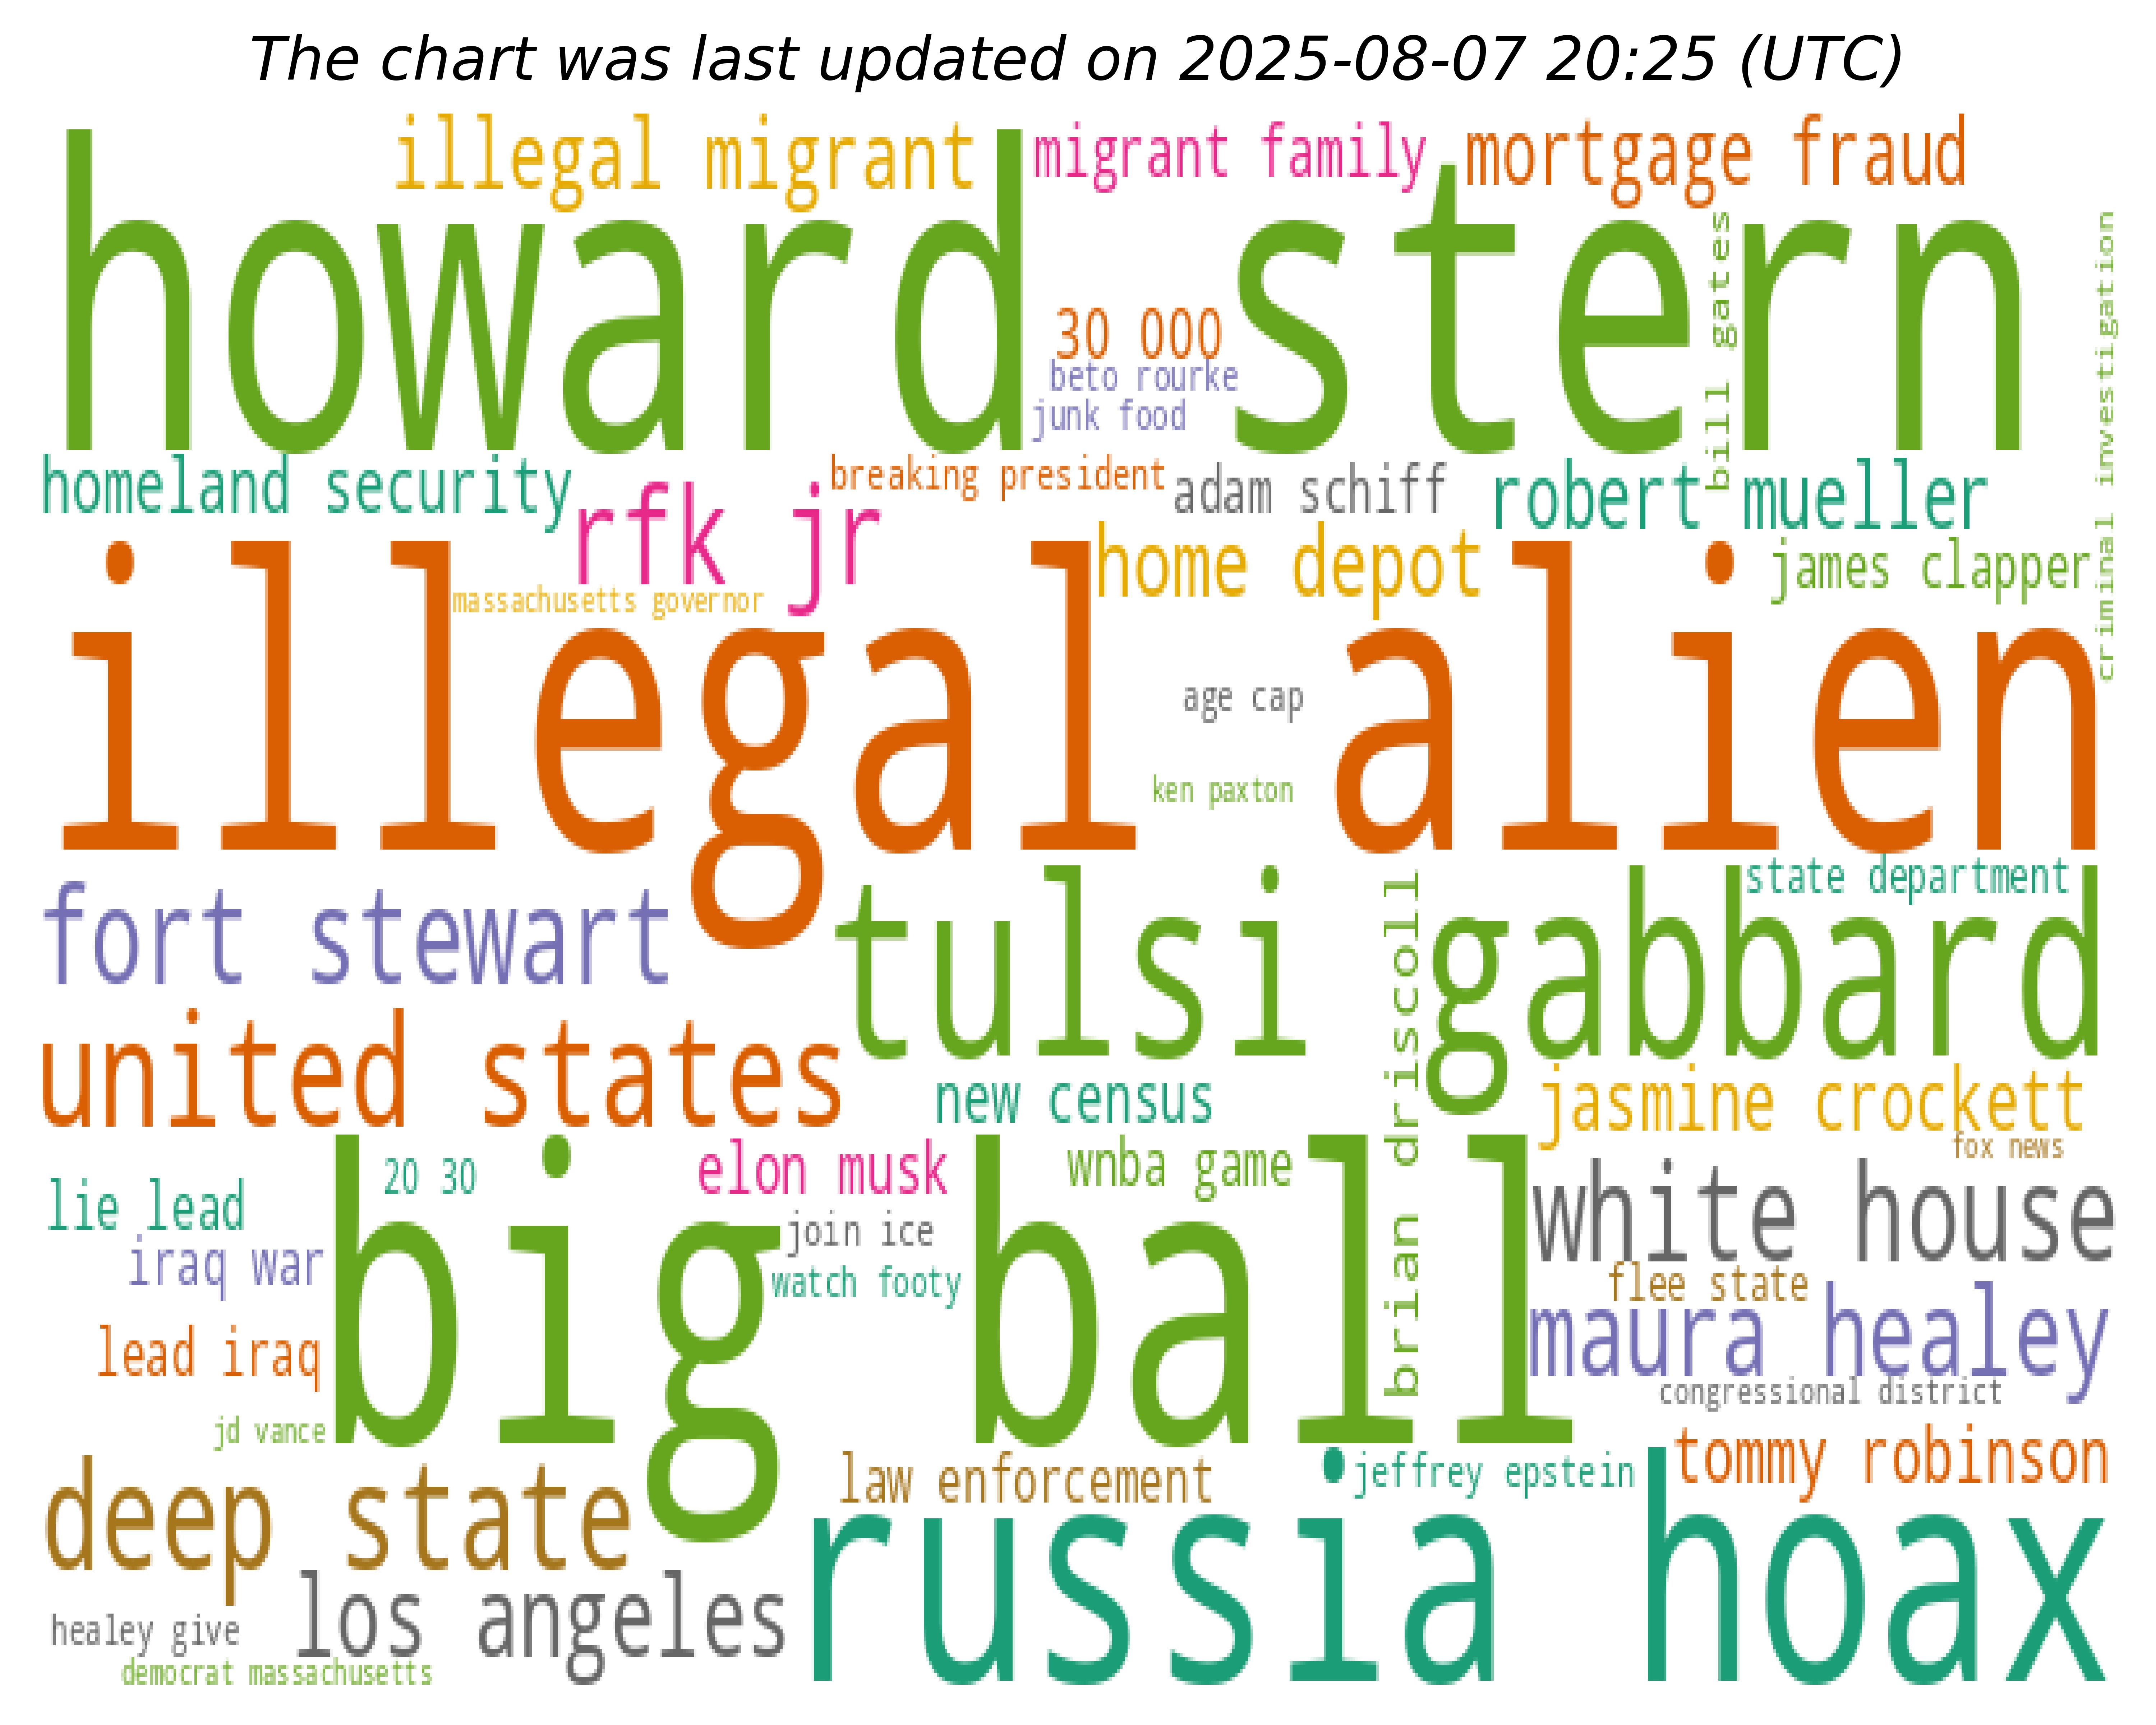 The chart was last updated on 2025-08-07 20:25 (UTC)
illegal migrant
migrant family
mortgage fraud
howard stern
bill gates
criminal investigation
30 000
beto rourke
junk food
homeland security
rfk jr
breaking president
adam schiff
robert mueller
home depot
james clapper
massachusetts governor
illegal alien
age cap
ken paxton
fort stewart
tulsi gabbard
state department
brian driscoll
united states
new census
jasmine crockett
fox news
lie lead
20 30
elon musk
wnba game
white house
big ball
join ice
iraq war
watch footy
flee state
maura healey
lead iraq
congressional district
jd vance
deep state
law enforcement
jeffrey epstein
tommy robinson
russia hoax
los angeles
healey give
democrat massachusetts